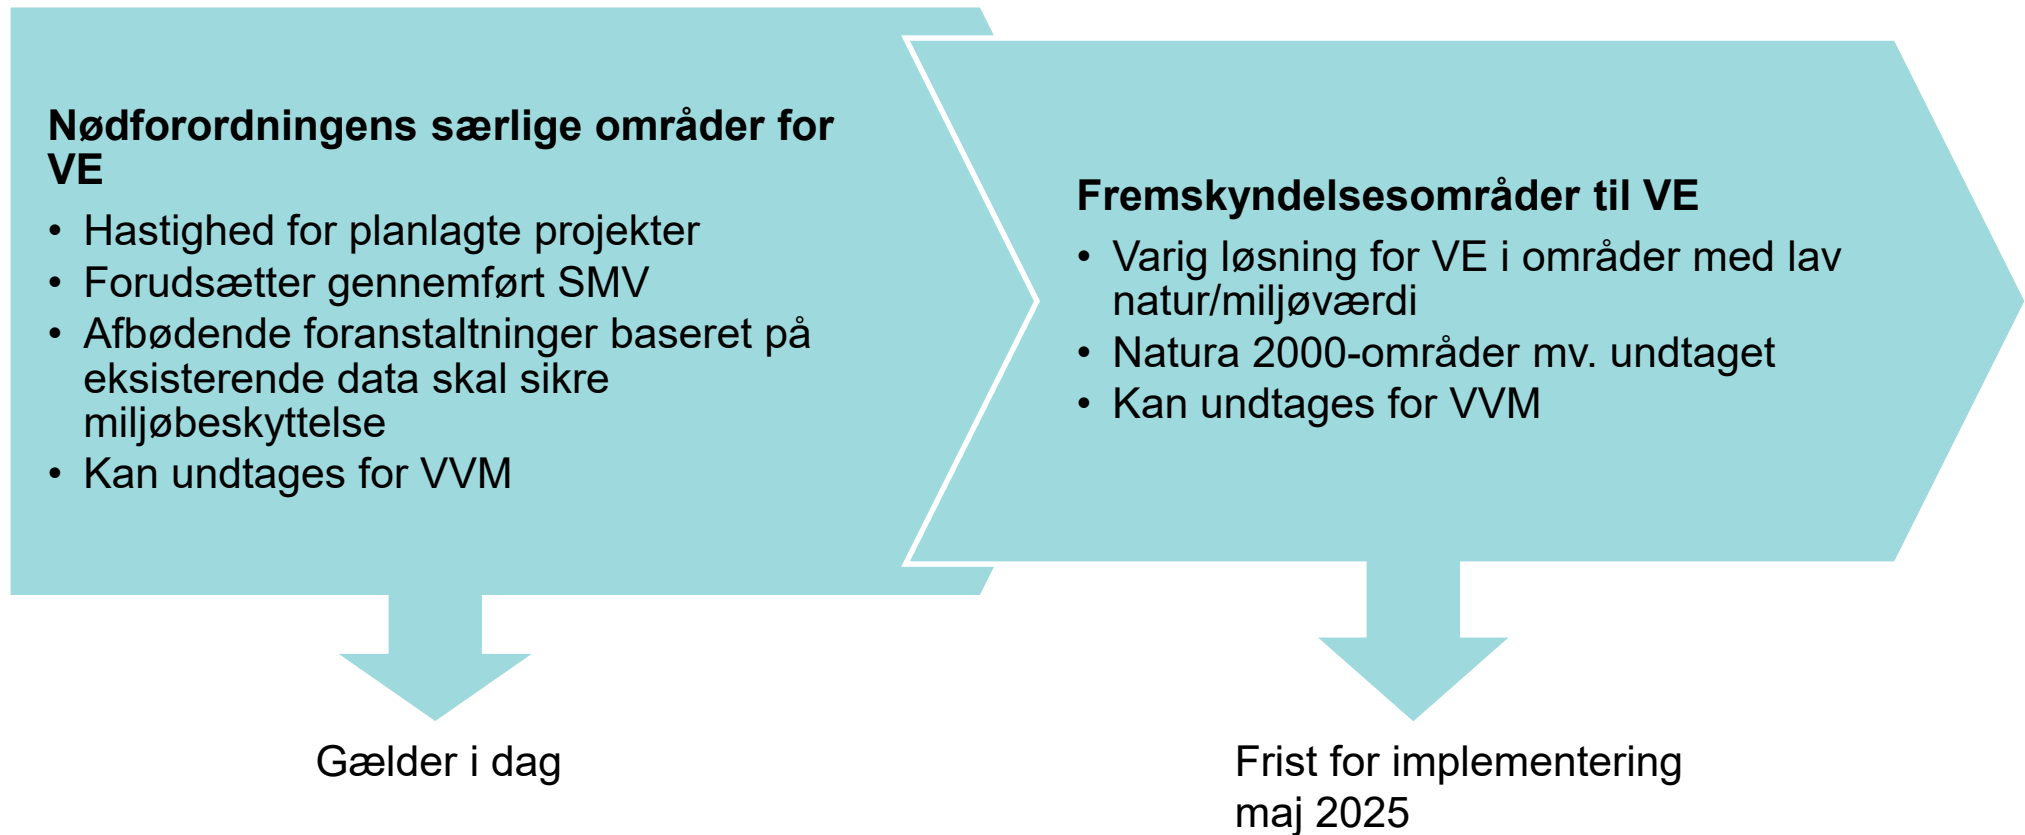 Nødforordningens særlige områder for
VE
• Hastighed for planlagte projekter
• Forudsætter gennemført SMV
• Afbødende foranstaltninger baseret på
eksisterende data skal sikre
miljøbeskyttelse
• Kan undtages for VVM
Gælder i dag
Fremskyndelsesområder til VE
• Varig løsning for VE i områder med lav
natur/miljøværdi
• Natura 2000-områder mv. undtaget
• Kan undtages for VVM
Frist for implementering
maj 2025